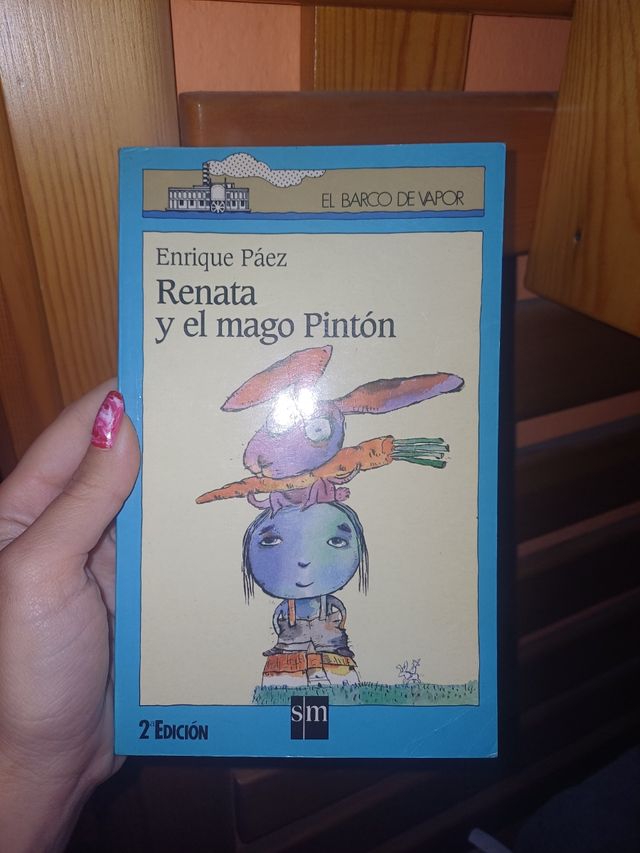 EL BARCO DE VAPOR
Enrique Páez
Renata
y el mago Pintón
2ª EDICIÓN
sm